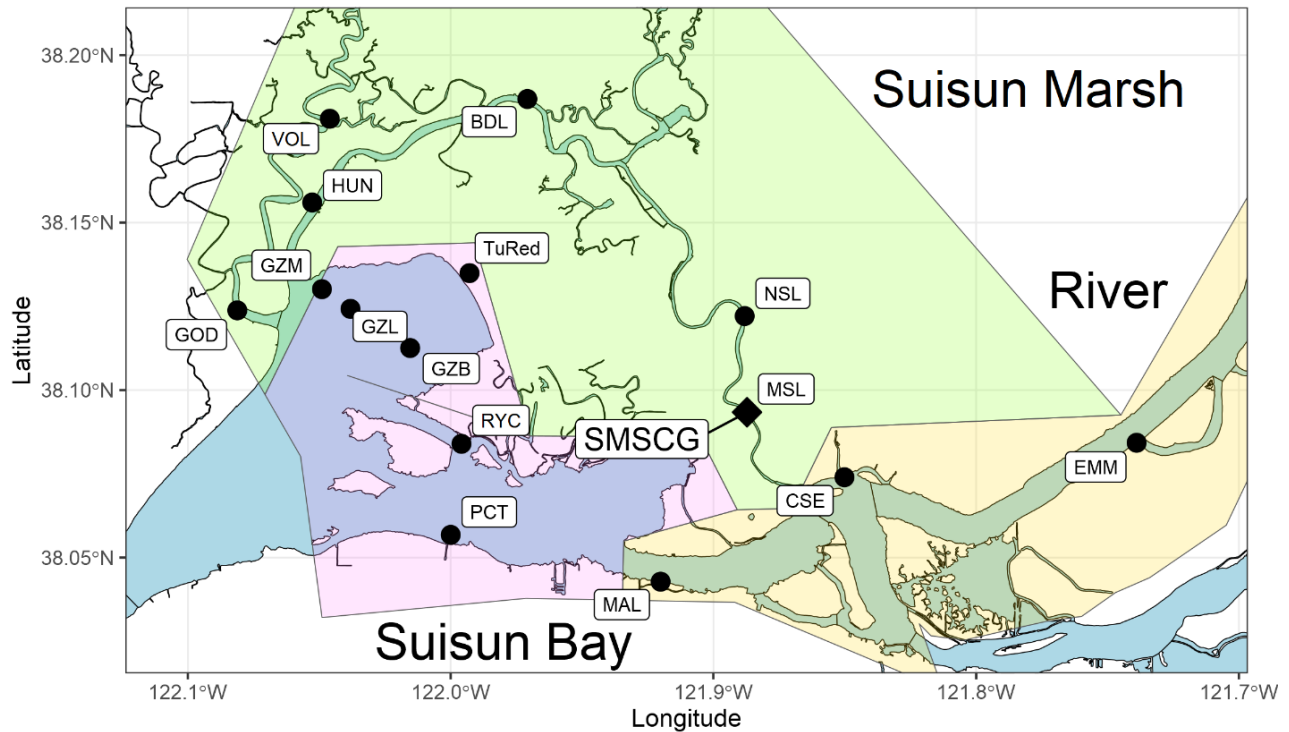 38.20°N
Suisun Marsh
BDL
VOL
HUN
38.15°N
TuRed
GZM
River
NSL
GOD
GZL
GZB
38.10°N
MSL
RYC
SMSCG
EMM
CSE
PCT
38.05°N
MAL
Suisun Bay
122.1°W
122.0°W
121.9°W
121.8°W
121.7°W
Longitude
Latitude